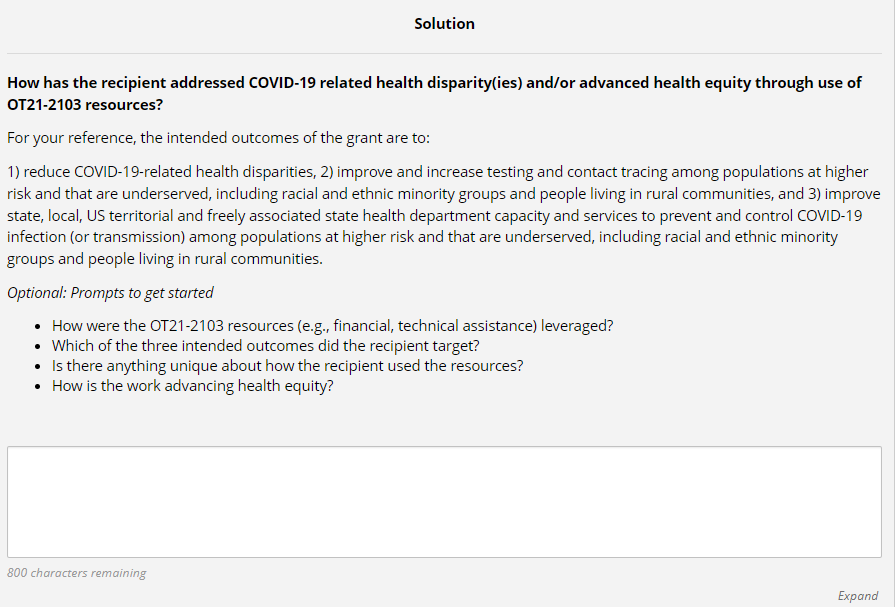 Solution
How has the recipient addressed COVID-19 related health disparity(ies) and/or advanced health equity through use of
OT21-2103 resources?
For your reference, the intended outcomes of the grant are to:
1) reduce COVID-19-related health disparities, 2) improve and increase testing and contact tracing among populations at higher
risk and that are underserved, including racial and ethnic minority groups and people living in rural communities, and 3) improve
state, local, US territorial and freely associated state health department capacity and services to prevent and control COVID-19
infection (or transmission) among populations at higher risk and that are underserved, including racial and ethnic minority
groups and people living in rural communities.
Optional: Prompts to get started
• How were the OT21-2103 resources (e.g., financial, technical assistance) leveraged?
• Which of the three intended outcomes did the recipient target?
• Is there anything unique about how the recipient used the resources?
• How is the work advancing health equity?
800 characters remaining
Expand